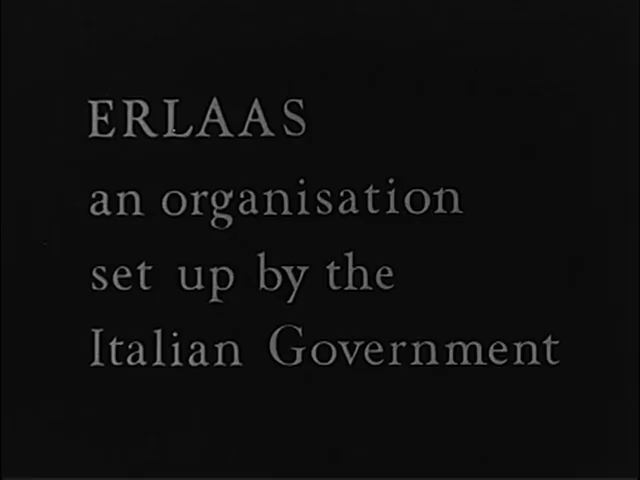 ERLAAS
an organisation
set up by the
Italian Government